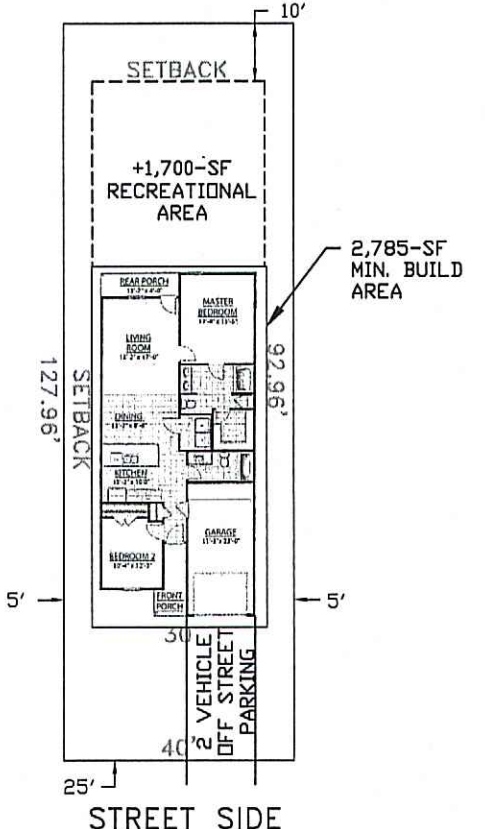 10'
SETBACK
+1,700-SF
RECREATIONAL
AREA
2,785-SF
MIN. BUILD
AREA
REAR PORCH
MASTER
BEDROOM
LIVING
ROOM
92.96'
127.96'
SETBACK
DINING
KITCHEN
GARAGE
BEDROOM 2
FRONT
PORCH
5'
5'
30'
2 VEHICLE
OFF STREET
PARKING
40'
25'
STREET SIDE